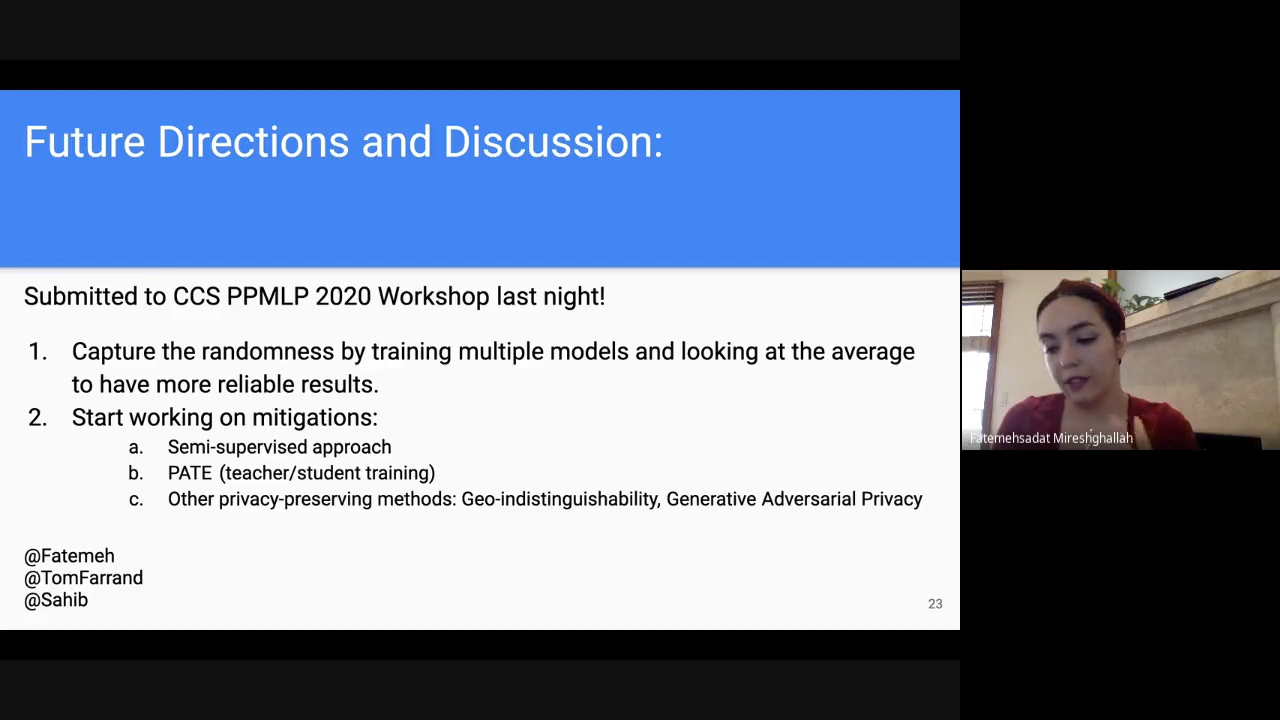 Future Directions and Discussion:
Submitted to CCS PPMLP 2020 Workshop last night!
1. Capture the randomness by training multiple models and looking at the average
to have more reliable results.
2. Start working on mitigations:
a. Semi-supervised approach
b. PATE (teacher/student training)
c. Other privacy-preserving methods: Geo-indistinguishability, Generative Adversarial Privacy
@Fatemeh
@TomFarrand
@Sahib
23
Fatemehsadat Mireshghallah